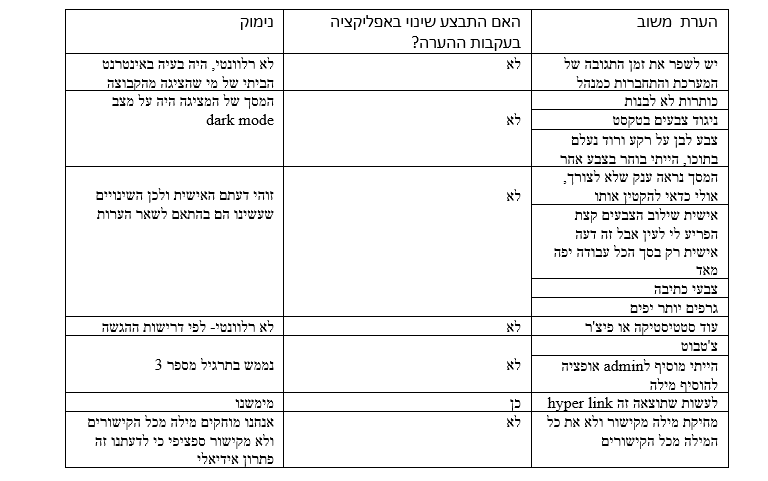 הערת משוב
האם התבצע שינוי באפליקציה
בעקבות ההערה?
נימוק
יש לשפר את זמן התגובה של
המערכת והתחברות כמנהל
לא
לא רלוונטי, היה בעיה באינטרנט
הביתי של מי שהציגה מהקבוצה
כותרות לא לבנות
ניגוד צבעים בטקסט
צבע לבן על רקע ורוד נעלם
בתוכו, הייתי בוחר בצבע אחר
לא
המסך של המציגה היה על מצב
dark mode
המסך נראה ענק שלא לצורך,
אולי כדאי להקטין אותו
אישית שילוב הצבעים קצת
הפריע לי לעין אבל זה דעה
אישית רק בסך הכל עבודה יפה
מאד
צבעי כתיבה
גרפים יותר יפים
לא
זוהי דעתם האישית ולכן השינויים
שעשינו הם בהתאם לשאר הערות
עוד סטטיסטיקה או פיצ'ר
לא
לא רלוונטי- לפי דרישות ההגשה
צ'טבוט
הייתי מוסיף לadmin אופציה
להוסיף מילה
לא
נממש בתרגיל מספר 3
לעשות שתוצאה זה hyper link
כן
מימשנו
מחיקת מילה מקישור ולא את כל
המילה מכל הקישורים
לא
אנחנו מוחקים מילה מכל הקישורים
ולא מקישור ספציפי כי לדעתנו זה
פתרון אידיאלי